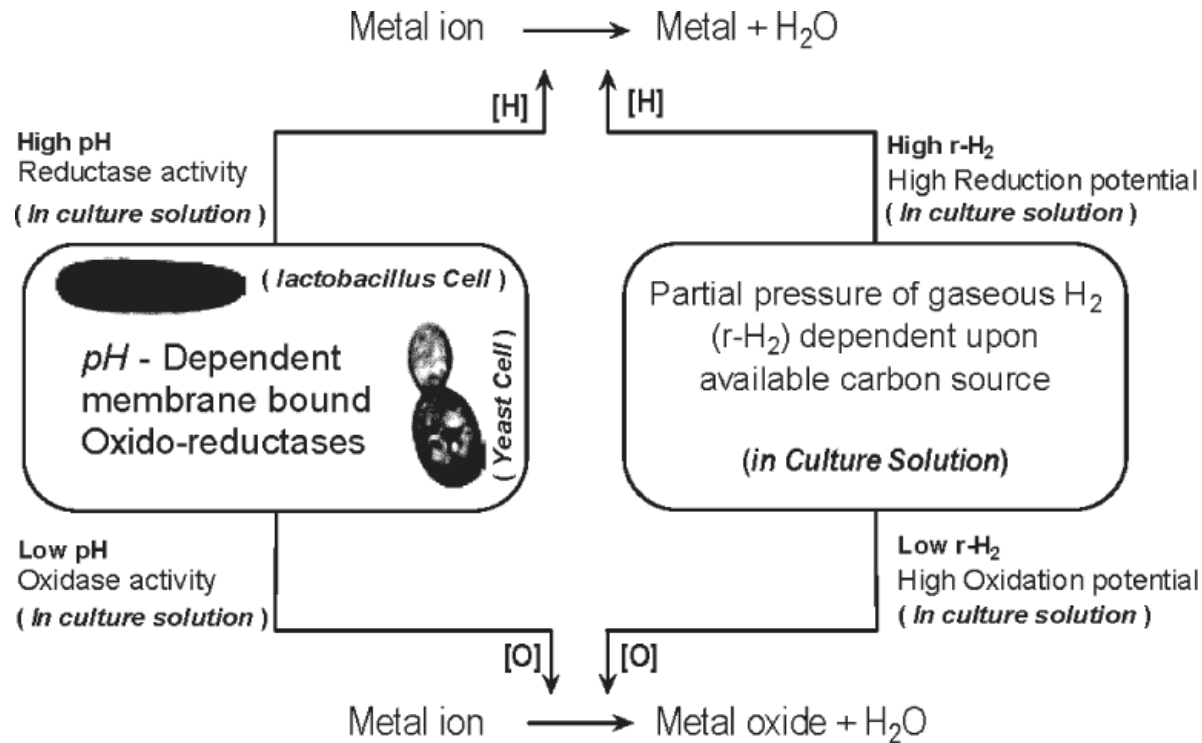 Metal ion → Metal + H₂O
[H] [H]
High pH
Reductase activity
( In culture solution )
High r-H₂
High Reduction potential
( In culture solution )
( lactobacillus Cell )
pH - Dependent
membrane bound
Oxido-reductases
( Yeast Cell )
Partial pressure of gaseous H₂
(r-H₂) dependent upon
available carbon source
(in Culture Solution)
Low pH
Oxidase activity
( In culture solution )
Low r-H₂
High Oxidation potential
( In culture solution )
[O] [O]
Metal ion → Metal oxide + H₂O